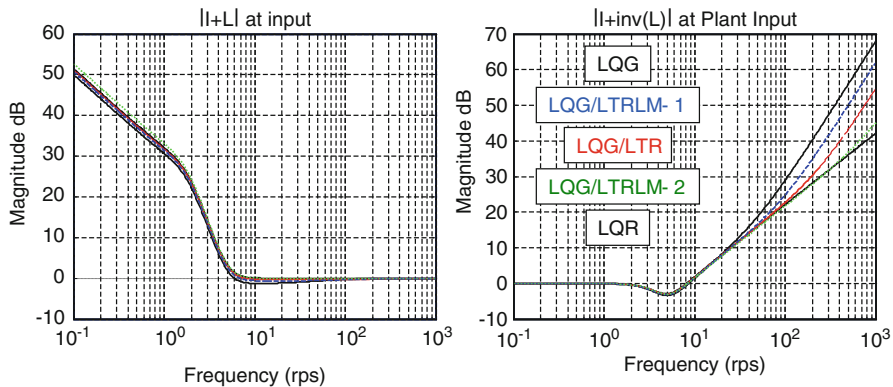 |I+L| at input
60
50
40
30
20
10
0
-10
Magnitude dB
10-1
100
101
102
103
Frequency (rps)
|I+inv(L)| at Plant Input
70
60
50
40
30
20
10
0
-10
Magnitude dB
LQG
LQG/LTRLM- 1
LQG/LTR
LQG/LTRLM- 2
LQR
10-1
100
101
102
103
Frequency (rps)